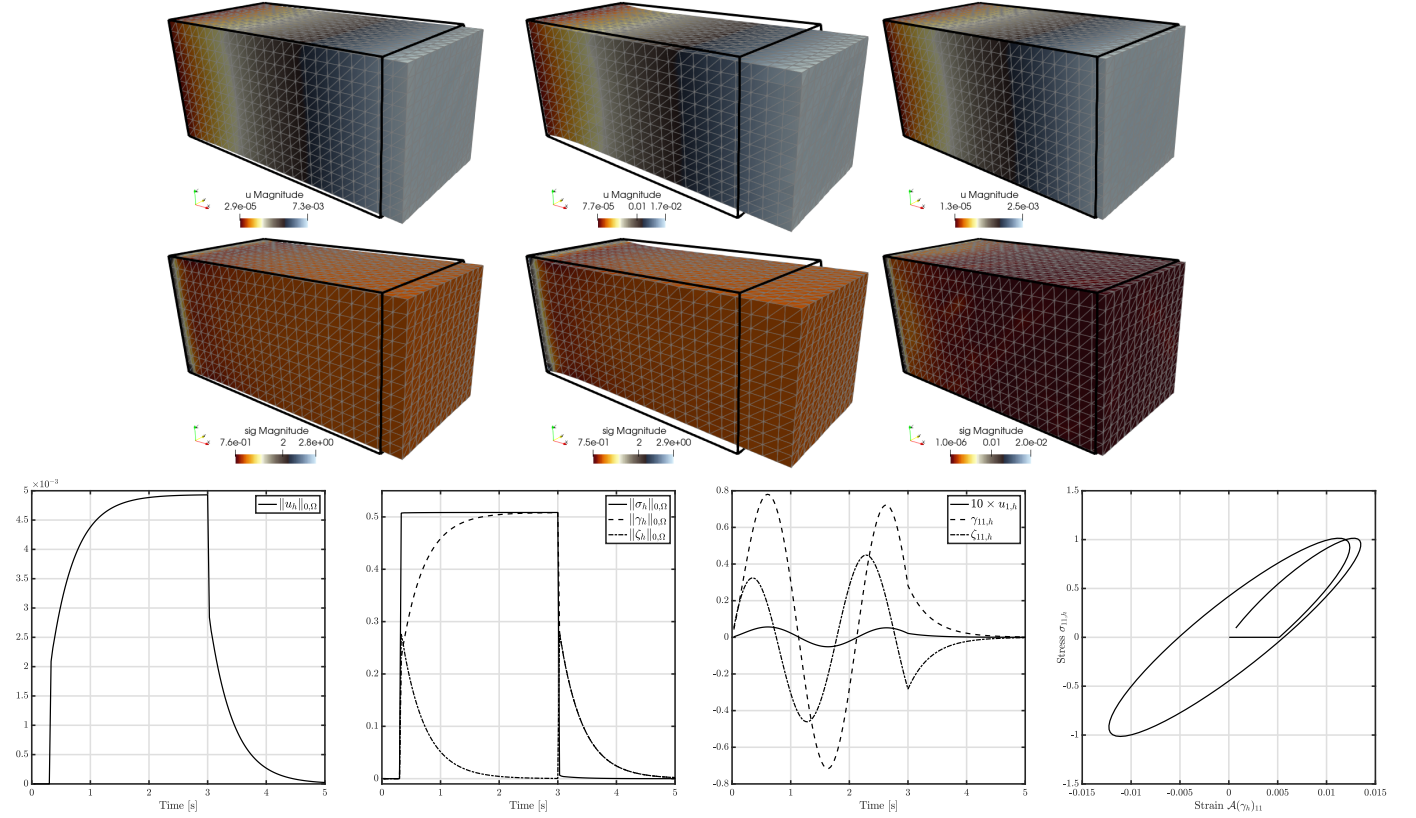 u Magnitude
2.9e-05 7.3e-03
u Magnitude
7.7e-05 0.01 1.7e-02
u Magnitude
1.3e-05 2.5e-03
sig Magnitude
7.6e-01 2 2.8e+00
sig Magnitude
7.5e-01 2 2.9e+00
sig Magnitude
1.0e-06 0.01 2.0e-02
×10⁻³
5
4.5
4
3.5
3
2.5
2
1.5
1
0.5
0
0 1 2 3 4 5
Time [s]
||u_h||_{0,Ω}
0.5
0.4
0.3
0.2
0.1
0
0 1 2 3 4 5
Time [s]
||σ_h||_{0,Ω}
||γ_h||_{0,Ω}
||ζ_h||_{0,Ω}
0.8
0.6
0.4
0.2
0
-0.2
-0.4
-0.6
-0.8
0 1 2 3 4 5
Time [s]
10 × u_{1,h}
γ_{11,h}
ζ_{11,h}
Stress σ_{11,h}
1.5
1
0.5
0
-0.5
-1
-1.5
-0.015 -0.01 -0.005 0 0.005 0.01 0.015
Strain 𝒜(γ_h)_{11}